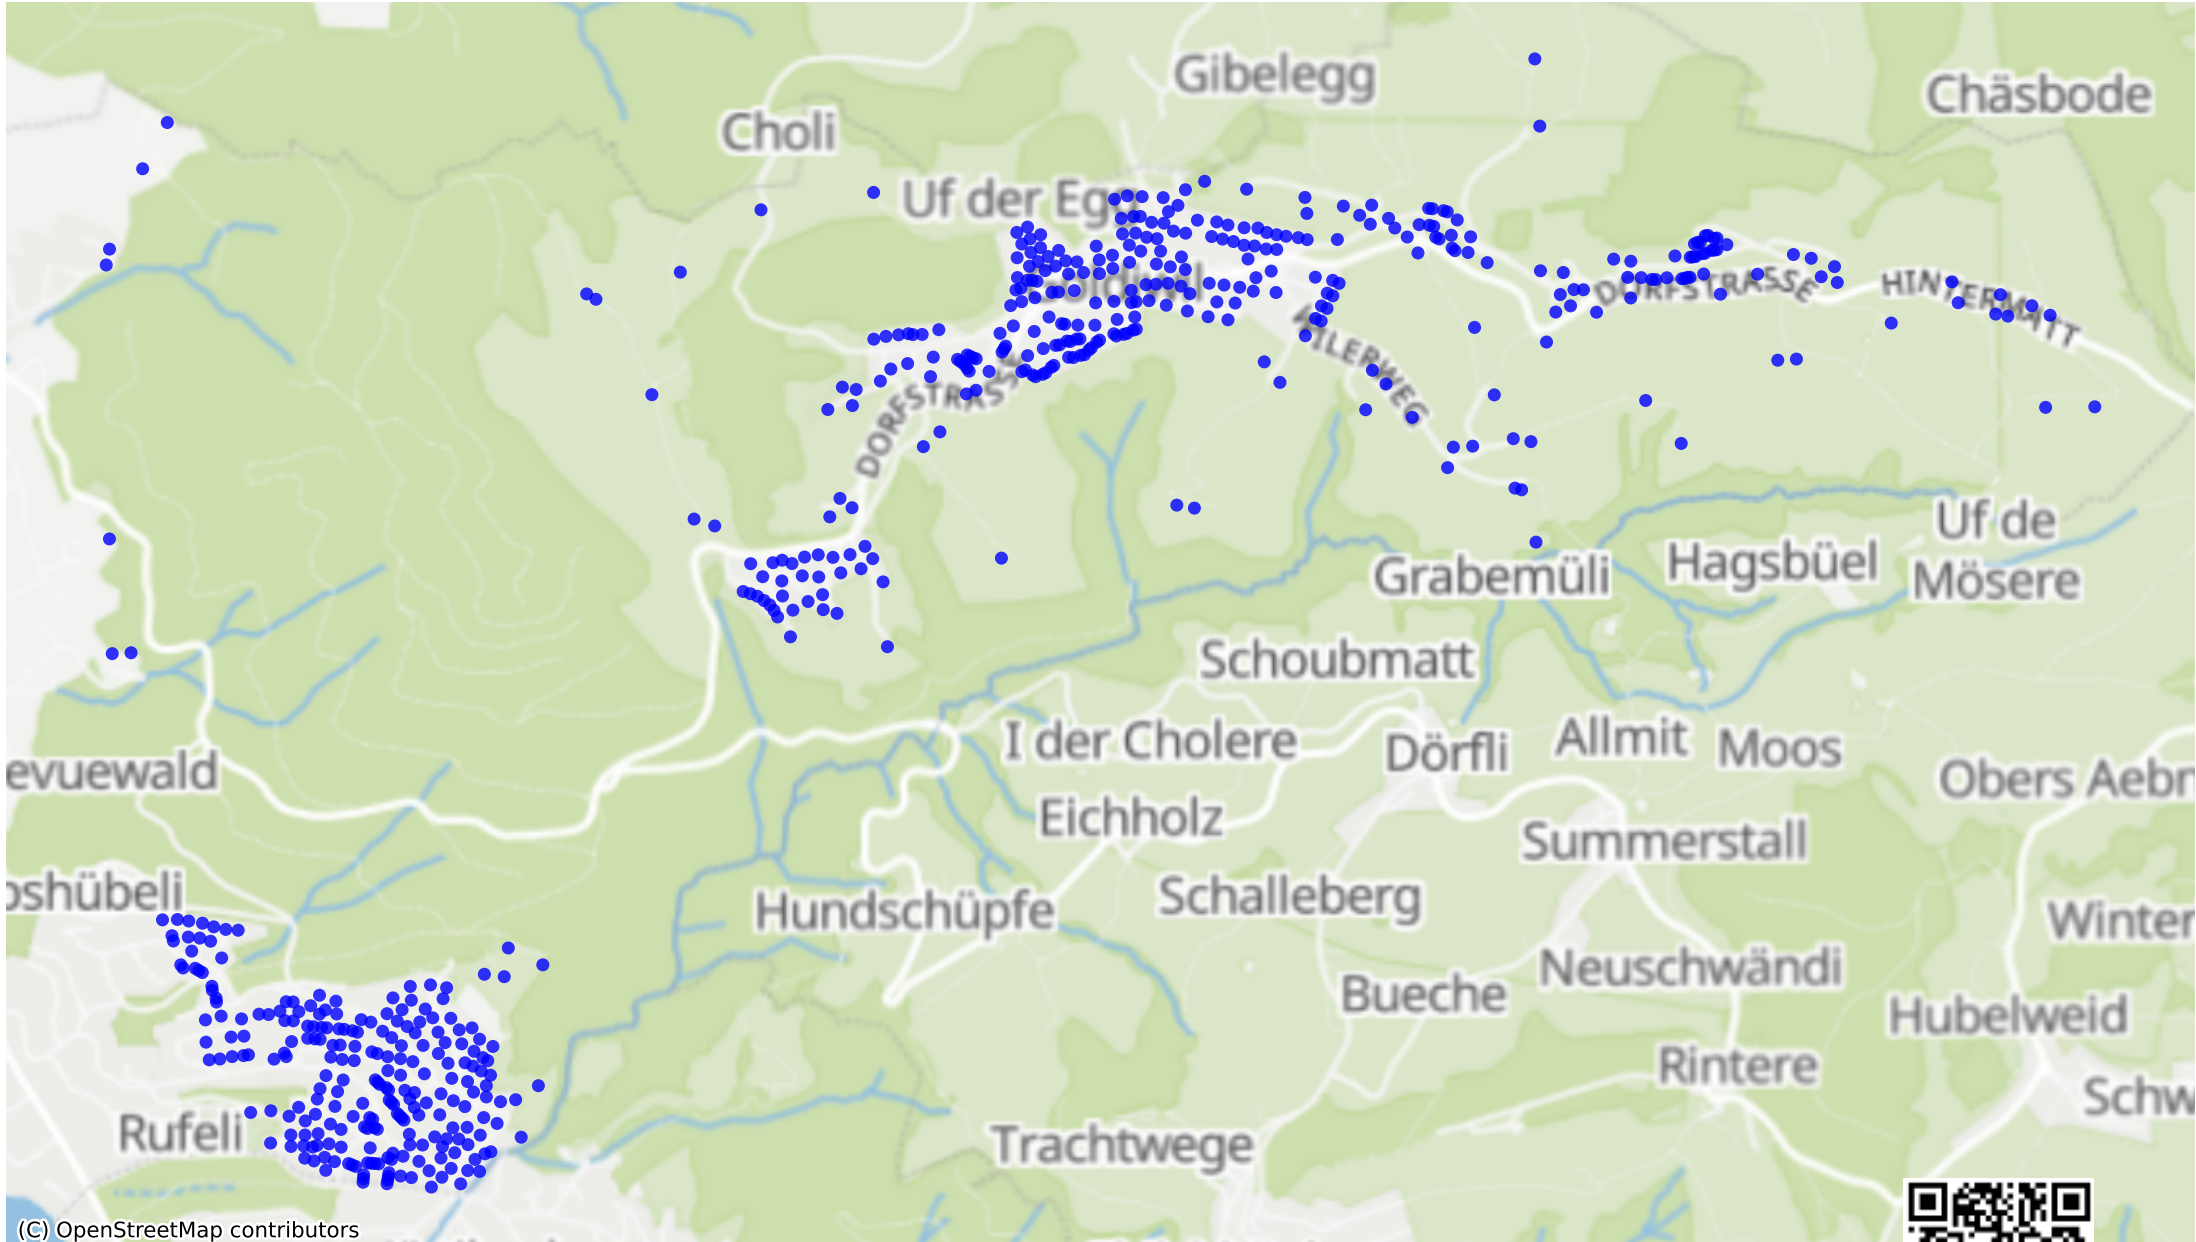 Gibelegg
Chäsbode
Choli
Uf der Egg
Goldiwil
DORFSTRASSE
HINTERMATT
WILERWEG
DORFSTRASSE
Uf de
Mösere
Hagsbüel
Grabemüli
Schoubmatt
I der Cholere
Dörfli
Allmit
Moos
evuewald
Obers Aebn
Eichholz
Summerstall
oshübeli
Schalleberg
Hundschüpfe
Winter
Neuschwändi
Bueche
Hubelweid
Rintere
Schw
Rufeli
Trachtwege
(C) OpenStreetMap contributors